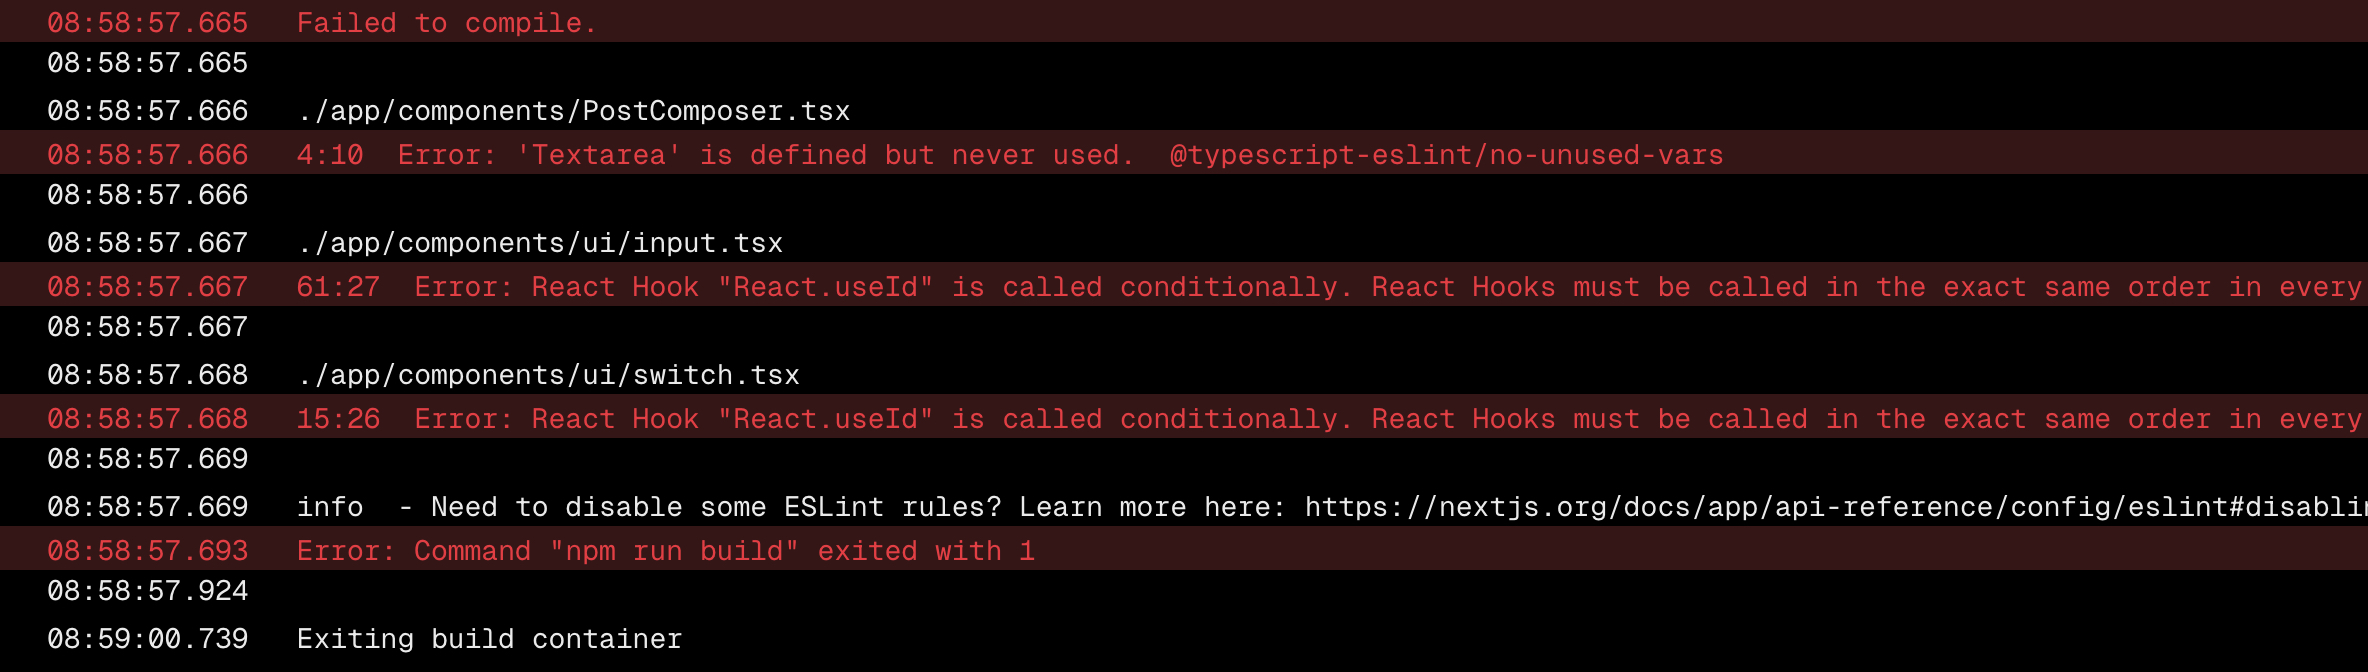 08:58:57.665 Failed to compile.
08:58:57.665
08:58:57.666 ./app/components/PostComposer.tsx
08:58:57.666 4:10  Error: 'Textarea' is defined but never used.  @typescript-eslint/no-unused-vars
08:58:57.666
08:58:57.667 ./app/components/ui/input.tsx
08:58:57.667 61:27  Error: React Hook "React.useId" is called conditionally. React Hooks must be called in the exact same order in every
08:58:57.667
08:58:57.668 ./app/components/ui/switch.tsx
08:58:57.668 15:26  Error: React Hook "React.useId" is called conditionally. React Hooks must be called in the exact same order in every
08:58:57.669
08:58:57.669 info  - Need to disable some ESLint rules? Learn more here: https://nextjs.org/docs/app/api-reference/config/eslint#disablin
08:58:57.693 Error: Command "npm run build" exited with 1
08:58:57.924
08:59:00.739 Exiting build container